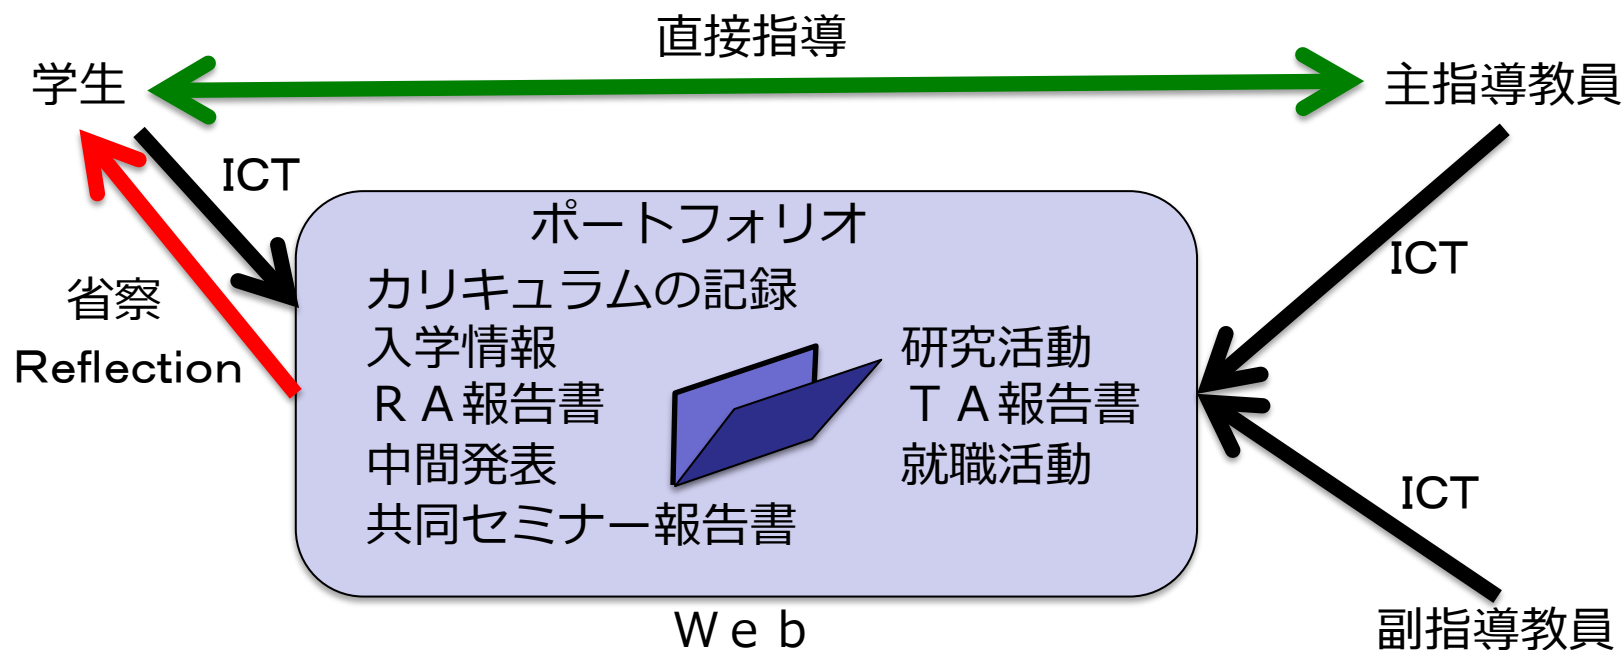 直接指導
学生
主指導教員
ICT
ポートフォリオ
ICT
カリキュラムの記録
省察
Reflection
入学情報
研究活動
ＲＡ報告書
ＴＡ報告書
中間発表
就職活動
ICT
共同セミナー報告書
Ｗｅｂ
副指導教員